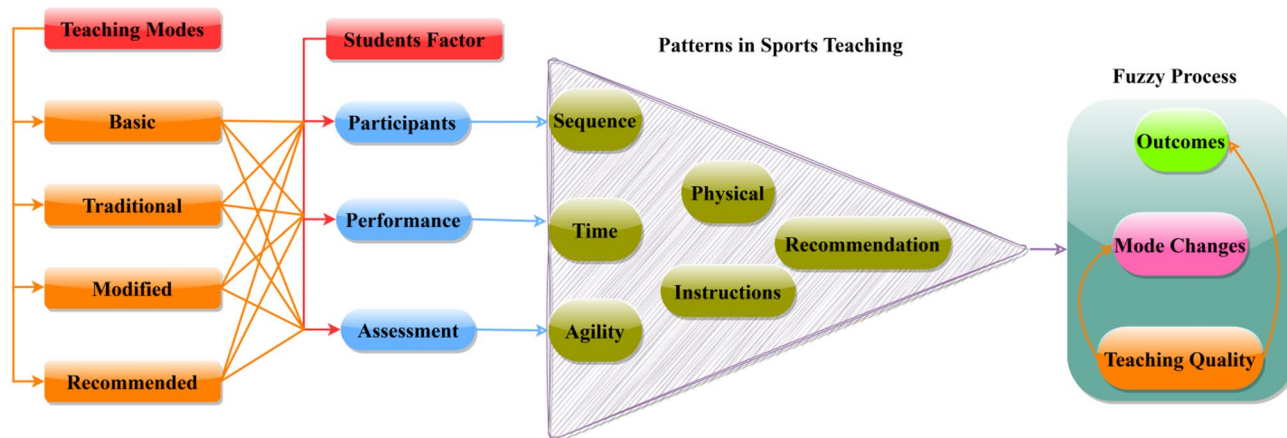 Teaching Modes
Students Factor
Patterns in Sports Teaching
Fuzzy Process
Basic
Participants
Sequence
Outcomes
Traditional
Performance
Physical
Time
Recommendation
Mode Changes
Modified
Instructions
Assessment
Agility
Teaching Quality
Recommended